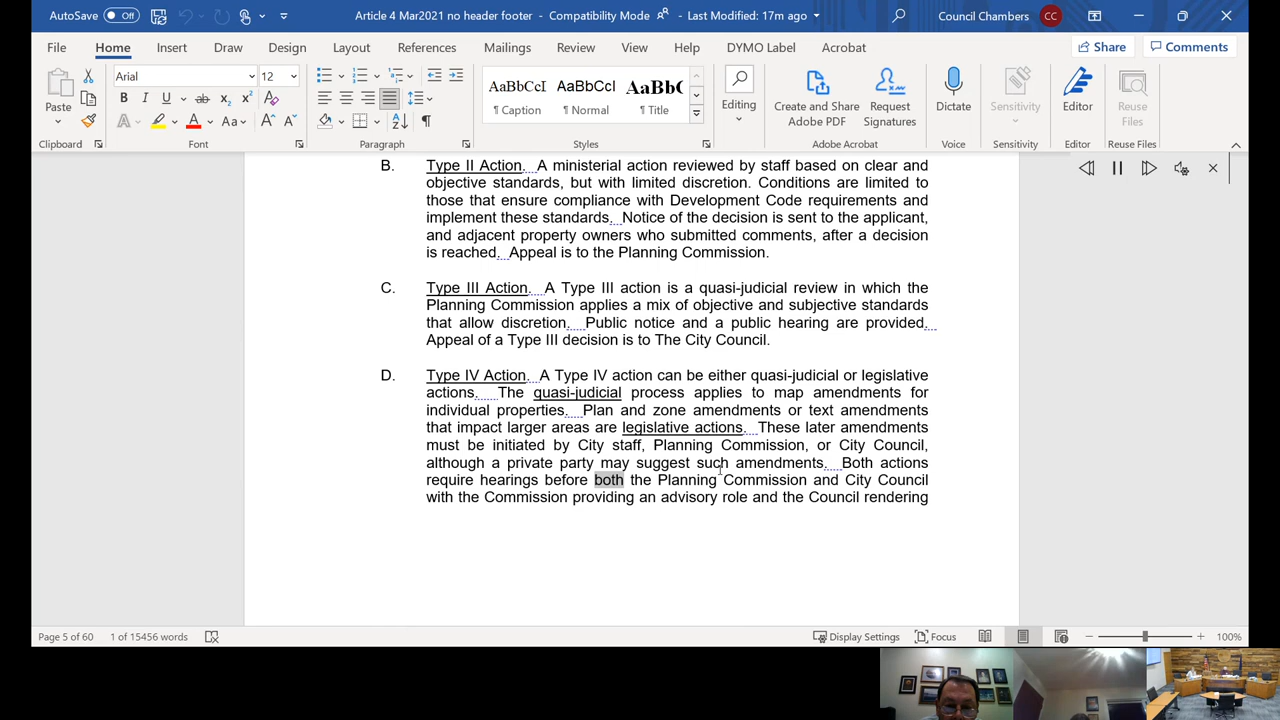 AutoSave Off Article 4 Mar2021 no header footer - Compatibility Mode - Last Modified: 17m ago Council Chambers CC
File Home Insert Draw Design Layout References Mailings Review View Help DYMO Label Acrobat Share Comments
Arial 12 AaBbCcI AaBbCcI AaBbC
Paste ¶ Caption ¶ Normal ¶ Title Editing Create and Share Adobe PDF Request Signatures Dictate Sensitivity Editor Reuse Files
Clipboard Font Paragraph Styles Adobe Acrobat Voice Sensitivity Editor Reuse Files
B. Type II Action. A ministerial action reviewed by staff based on clear and
objective standards, but with limited discretion. Conditions are limited to
those that ensure compliance with Development Code requirements and
implement these standards. Notice of the decision is sent to the applicant,
and adjacent property owners who submitted comments, after a decision
is reached. Appeal is to the Planning Commission.
C. Type III Action. A Type III action is a quasi-judicial review in which the
Planning Commission applies a mix of objective and subjective standards
that allow discretion. Public notice and a public hearing are provided.
Appeal of a Type III decision is to The City Council.
D. Type IV Action. A Type IV action can be either quasi-judicial or legislative
actions. The quasi-judicial process applies to map amendments for
individual properties. Plan and zone amendments or text amendments
that impact larger areas are legislative actions. These later amendments
must be initiated by City staff, Planning Commission, or City Council,
although a private party may suggest such amendments. Both actions
require hearings before both the Planning Commission and City Council
with the Commission providing an advisory role and the Council rendering
Page 5 of 60 1 of 15456 words Display Settings Focus 100%